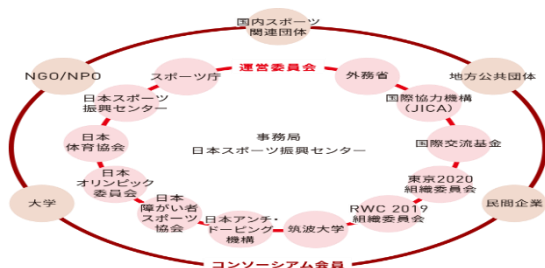 国内スポーツ
関連団体
NGO/NPO
スポーツ庁
運営委員会
外務省
地方公共団体
日本スポーツ
振興センター
国際協力機構
(JICA)
日本
体育協会
事務局
日本スポーツ振興センター
国際交流基金
日本
オリンピック
委員会
東京2020
組織委員会
大学
日本
障がい者
スポーツ
協会
日本アンチ・
ドーピング
機構
筑波大学
RWC 2019
組織委員会
民間企業
コンソーシアム会員